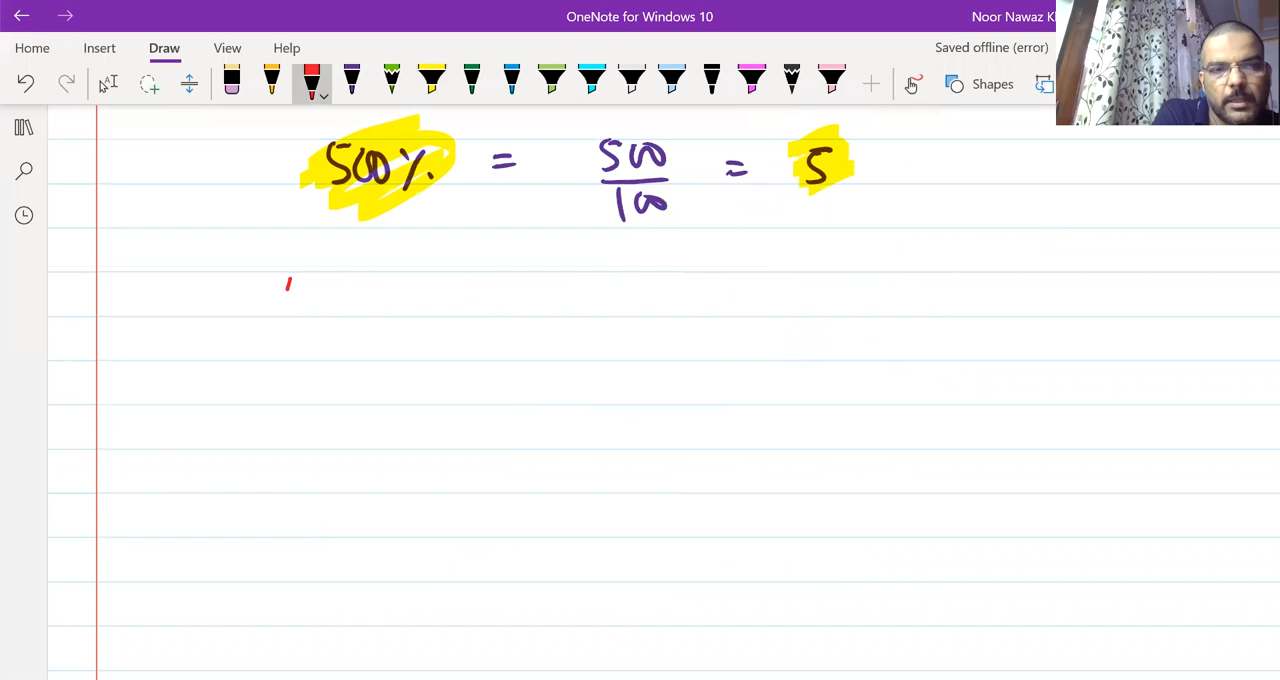 OneNote for Windows 10
Noor Nawaz
Home Insert Draw View Help
Saved offline (error)
Shapes
500% = 500/100 = 5